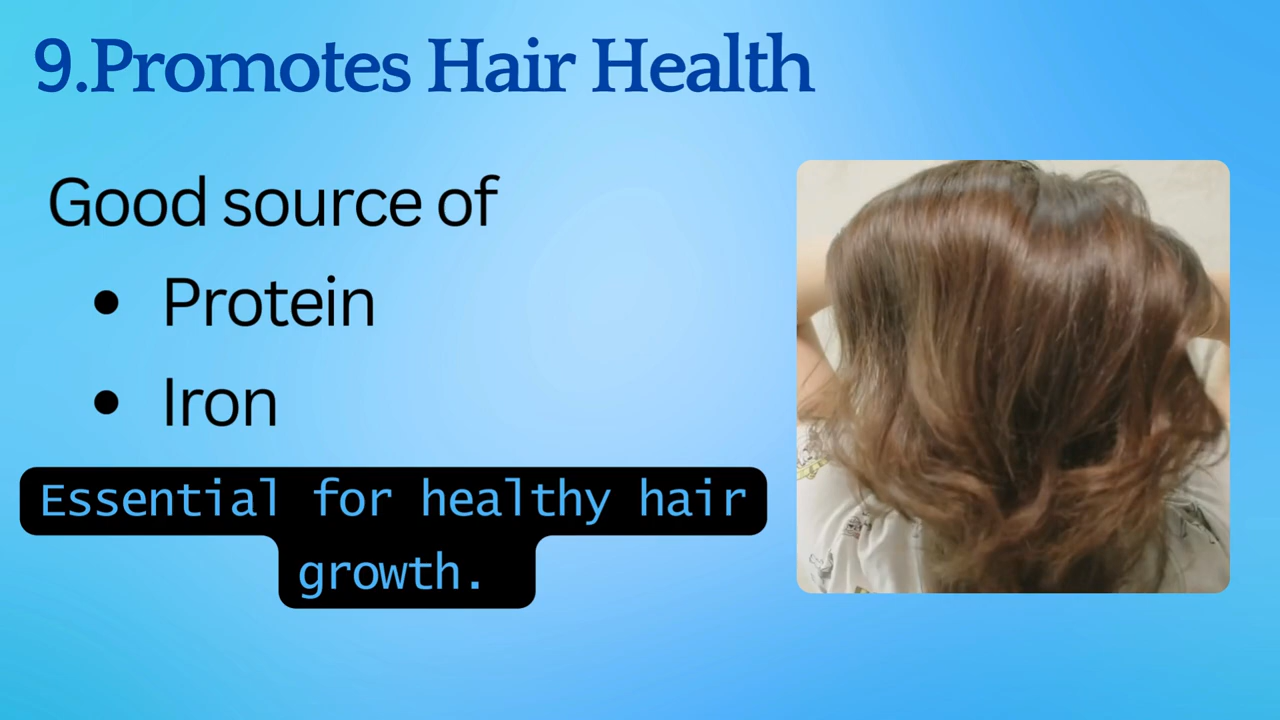 9.Promotes Hair Health
Good source of
• Protein
• Iron
Essential for healthy hair
growth.